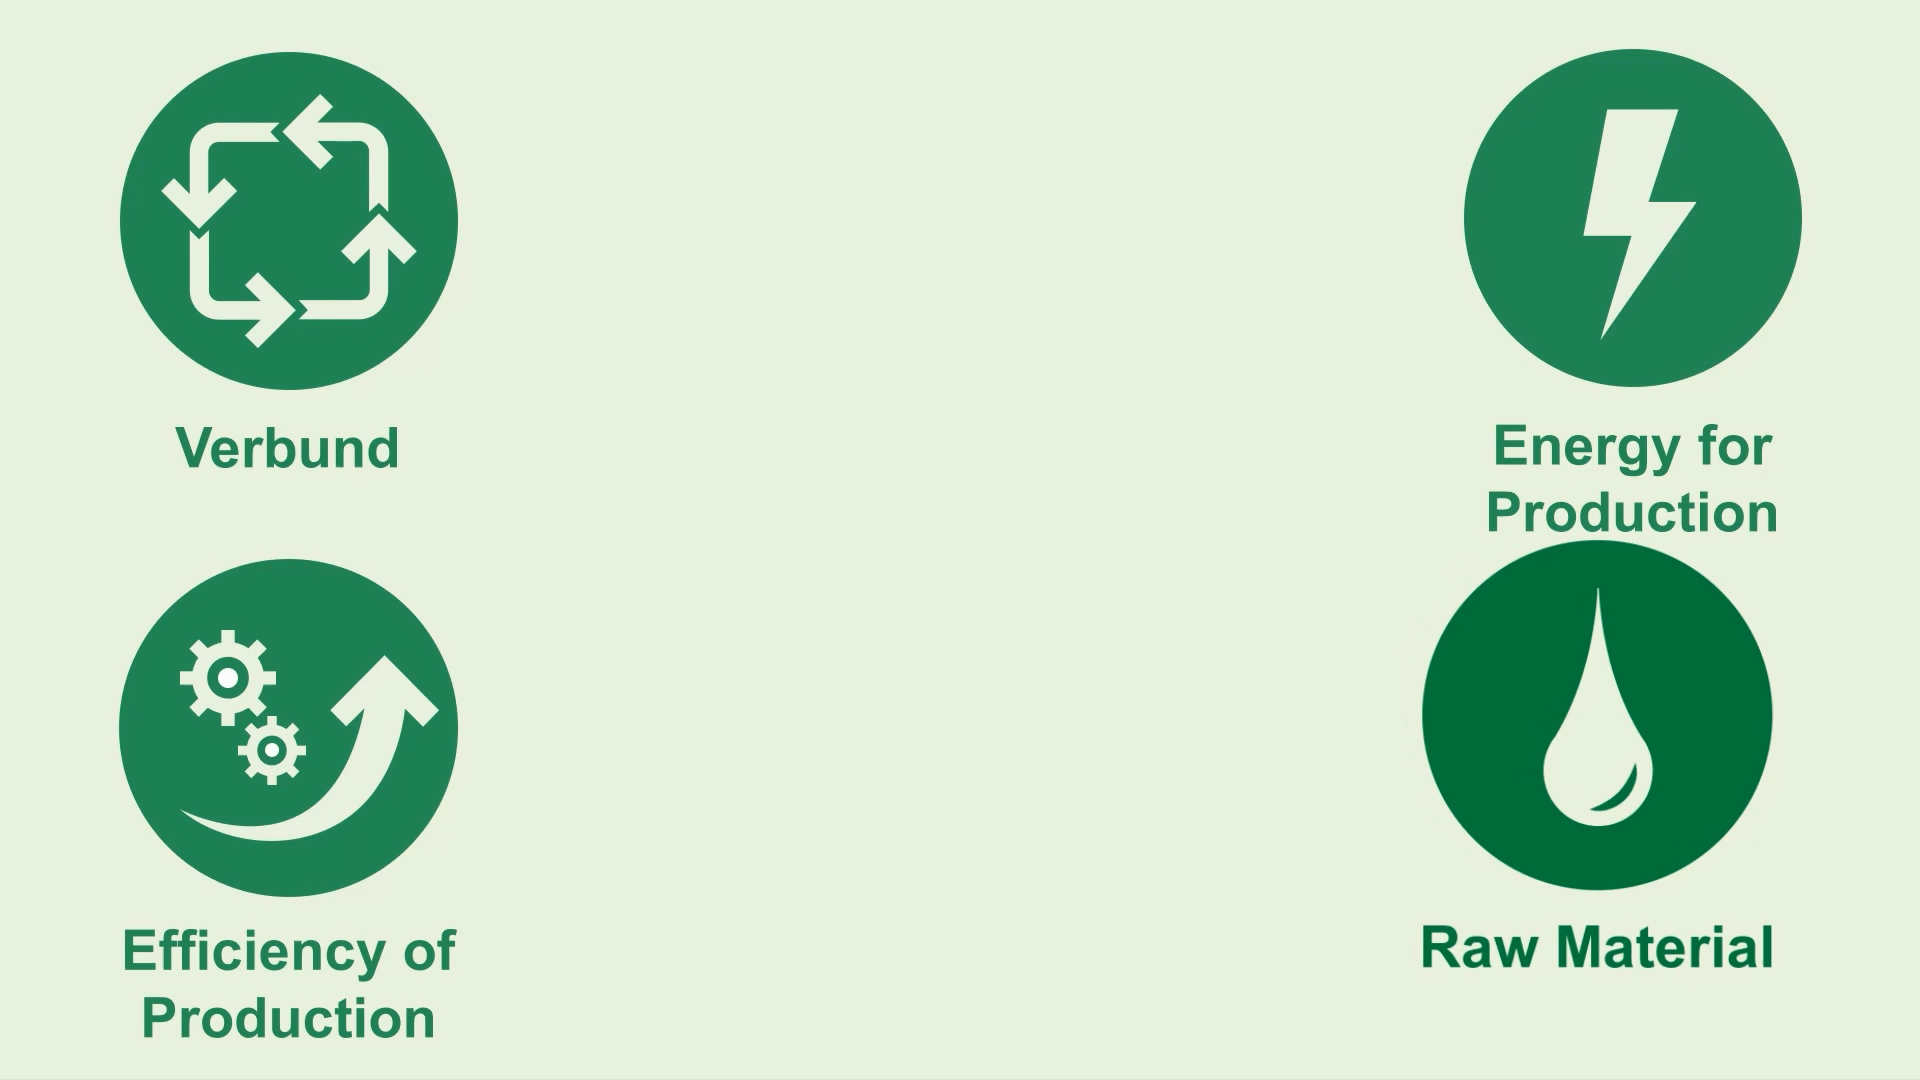 Verbund
Energy for
Production
Efficiency of
Production
Raw Material